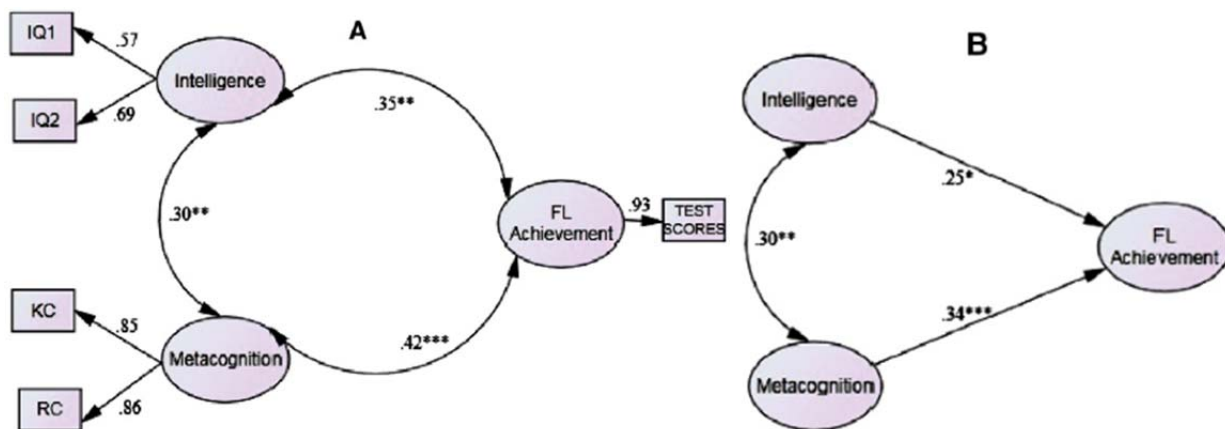 A
IQ1
.57
Intelligence
IQ2
.69
.35**
.30**
FL
Achievement
.93
TEST
SCORES
KC
.85
Metacognition
.42***
RC
.86
B
Intelligence
.25*
.30**
FL
Achievement
.34***
Metacognition